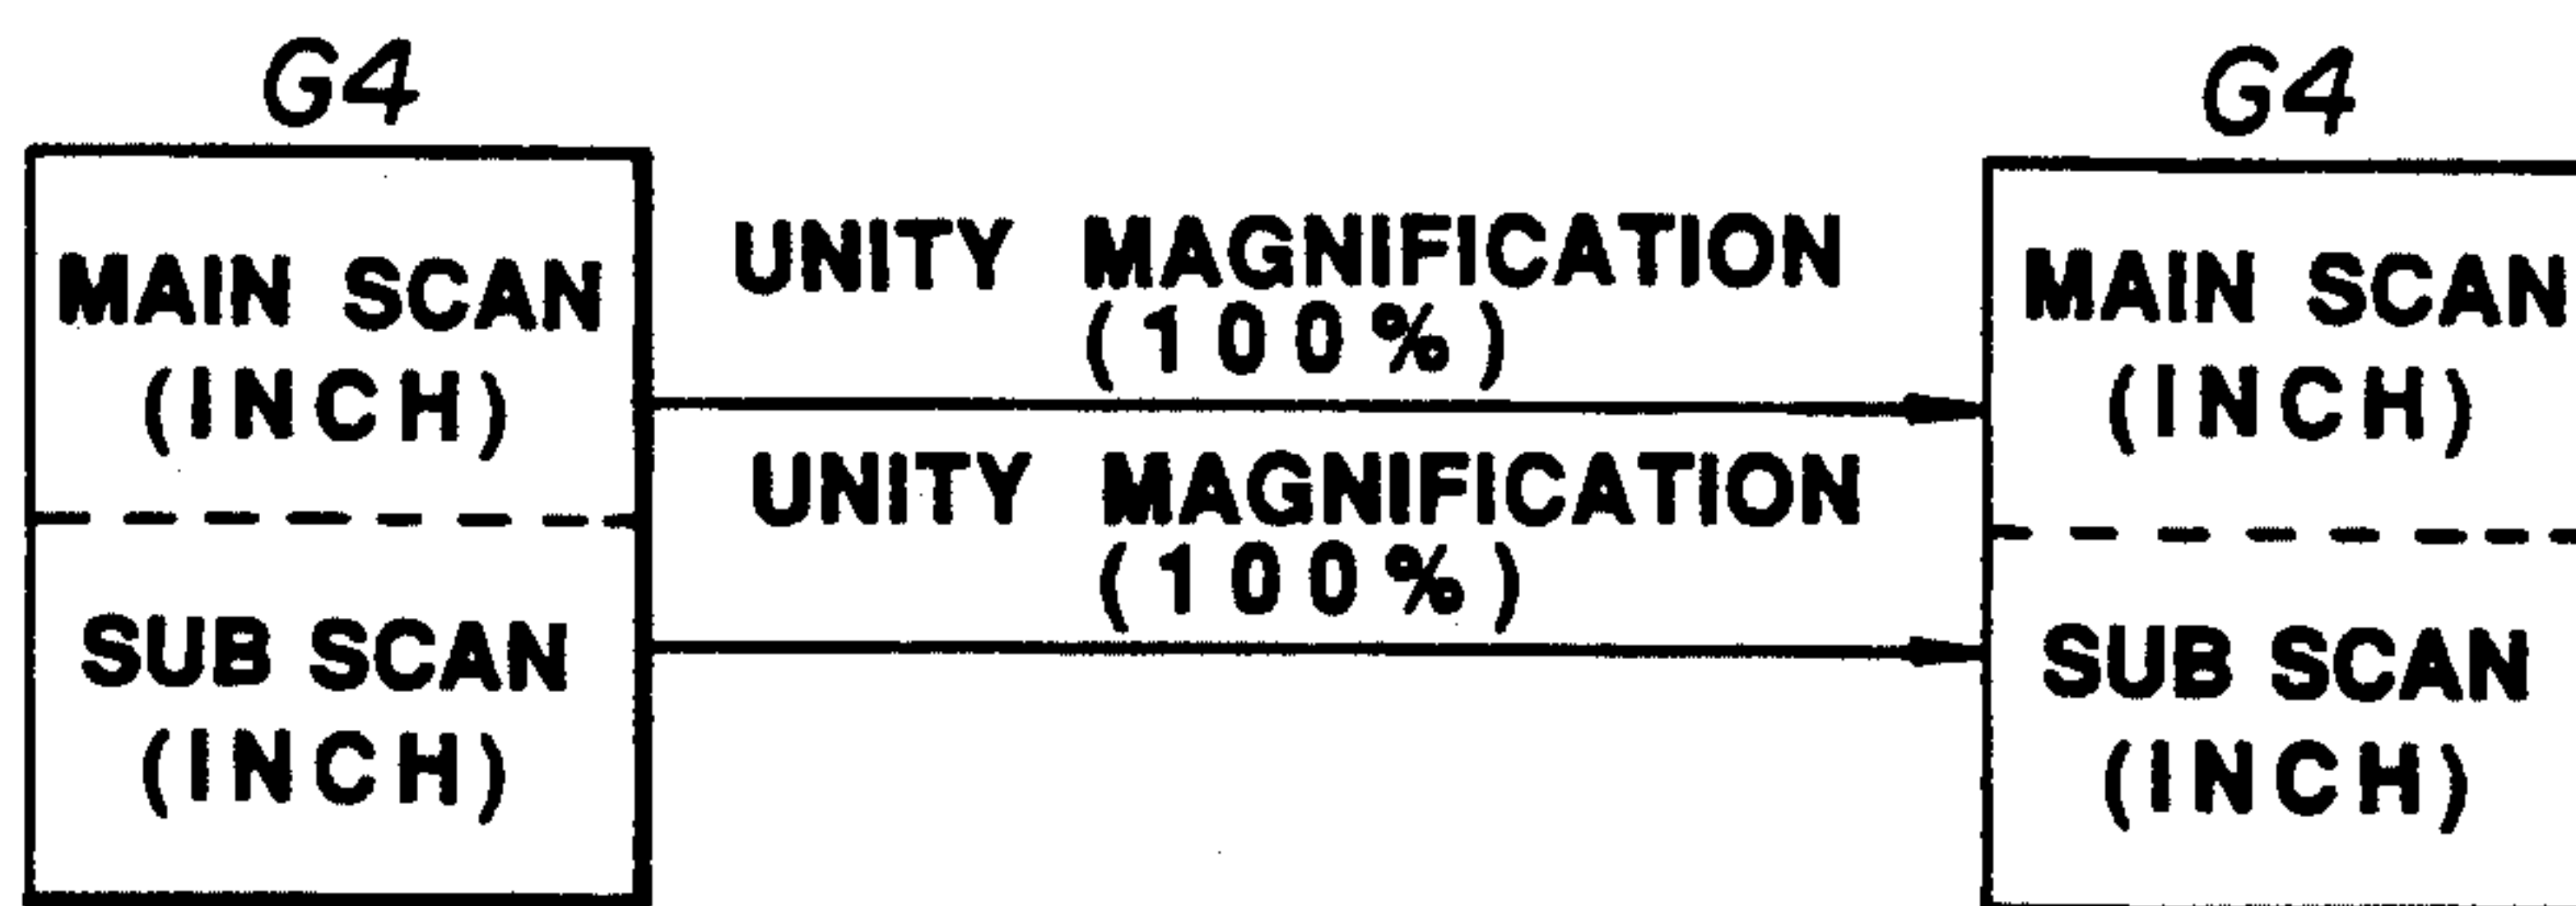 G4
MAIN SCAN
(INCH)
SUB SCAN
(INCH)
UNITY MAGNIFICATION
(100%)
UNITY MAGNIFICATION
(100%)
G4
MAIN SCAN
(INCH)
SUB SCAN
(INCH)